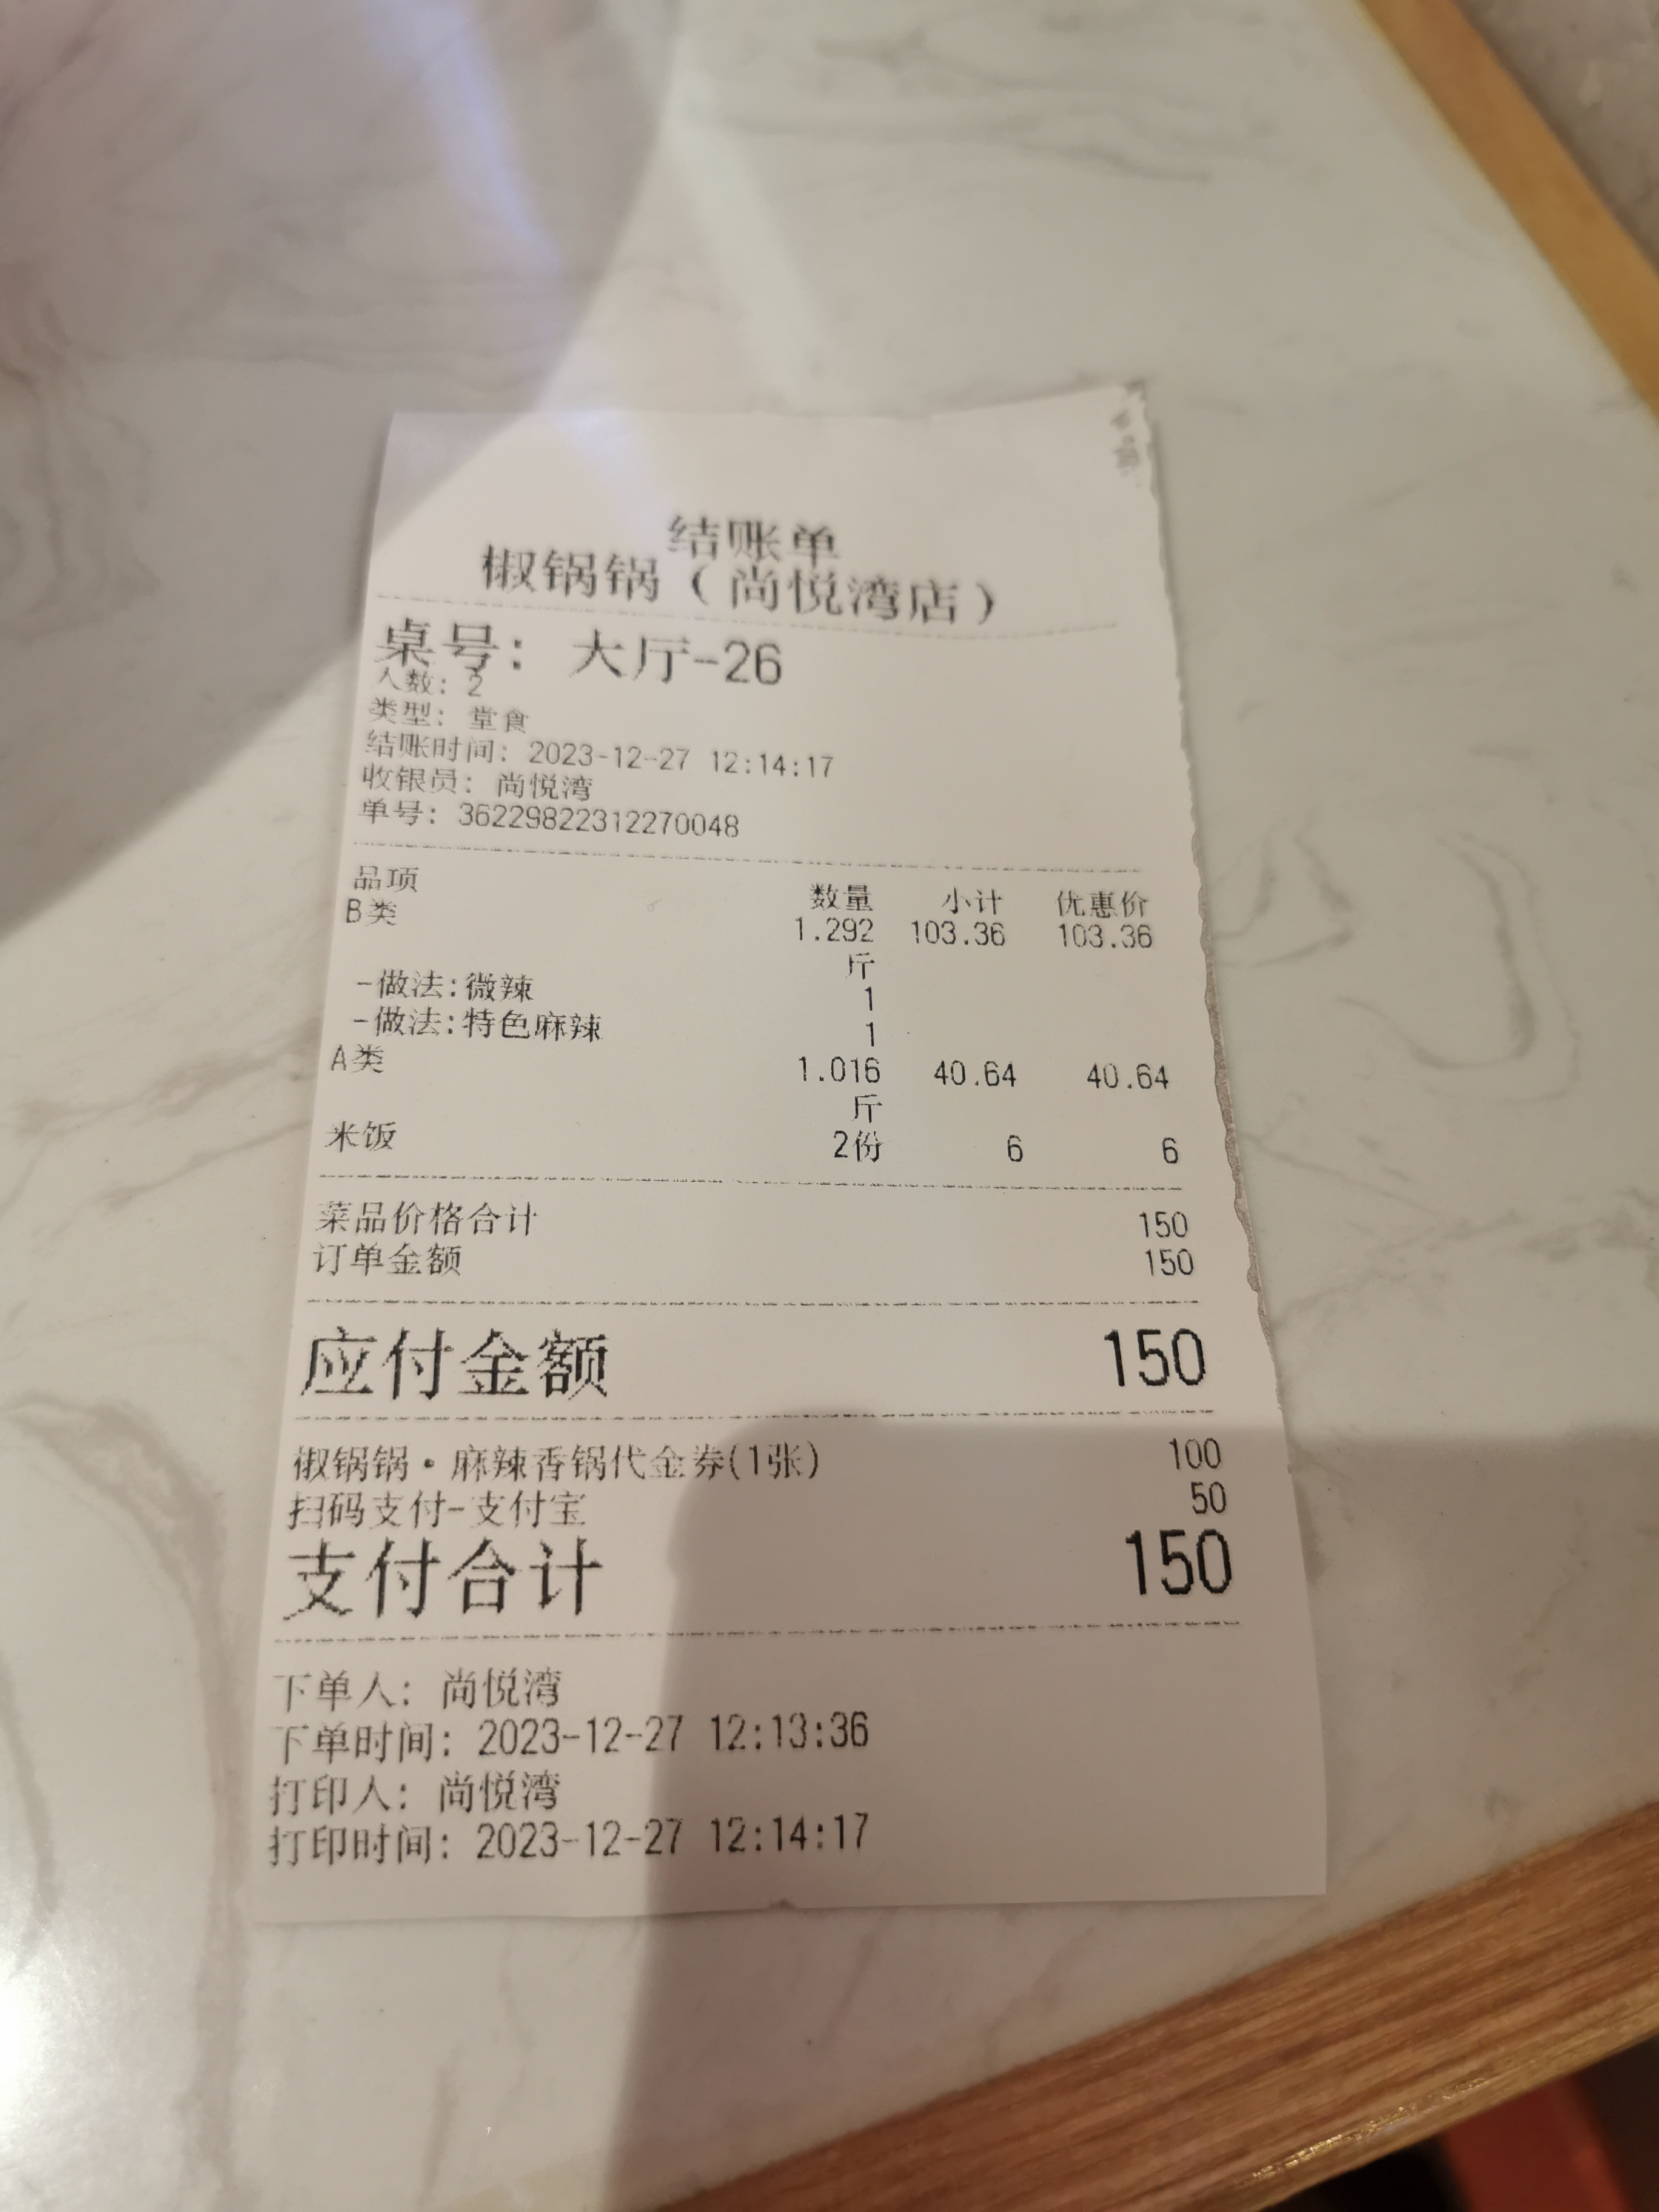 结账单
椒锅锅（尚悦湾店）
桌号: 大厅-26
人数: 2
类型: 堂食
结账时间: 2023-12-27 12:14:17
收银员: 尚悦湾
单号: 36229822312270048
品项 数量 小计 优惠价
B类 1.292 103.36 103.36
斤
-做法:微辣 1
-做法:特色麻辣 1
A类 1.016 40.64 40.64
斤
米饭 2份 6 6
菜品价格合计 150
订单金额 150
应付金额 150
椒锅锅·麻辣香锅代金券(1张) 100
扫码支付-支付宝 50
支付合计 150
下单人: 尚悦湾
下单时间: 2023-12-27 12:13:36
打印人: 尚悦湾
打印时间: 2023-12-27 12:14:17